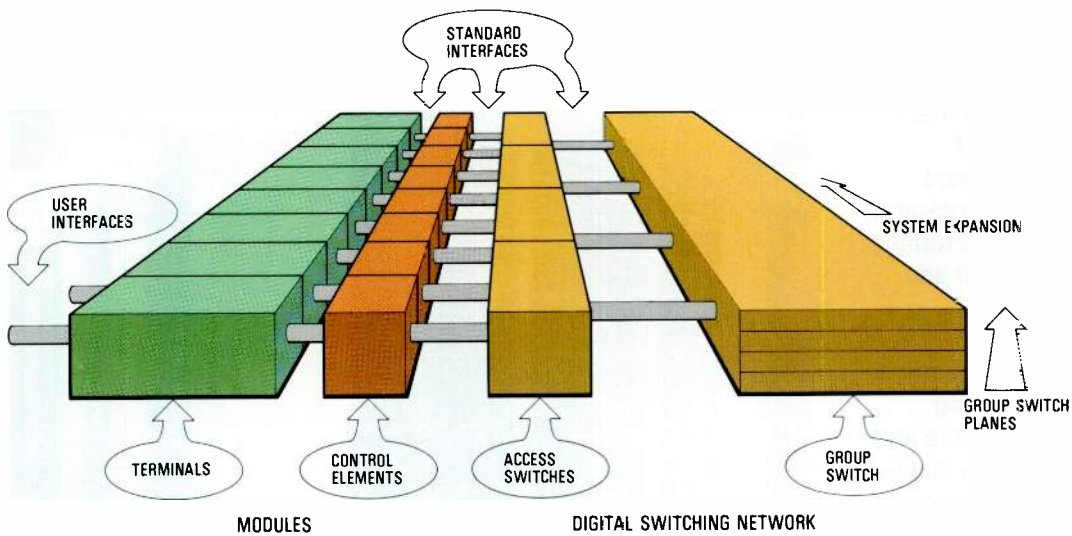 STANDARD
INTERFACES
USER
INTERFACES
SYSTEM EXPANSION
GROUP SWITCH
PLANES
TERMINALS
CONTROL
ELEMENTS
ACCESS
SWITCHES
GROUP
SWITCH
MODULES
DIGITAL SWITCHING NETWORK